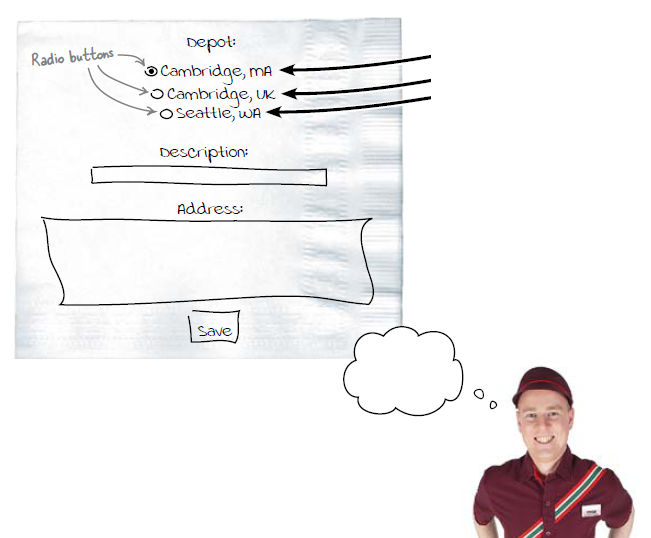 Depot:
Radio buttons
Cambridge, MA
Cambridge, UK
Seattle, WA
Description:
Address:
Save